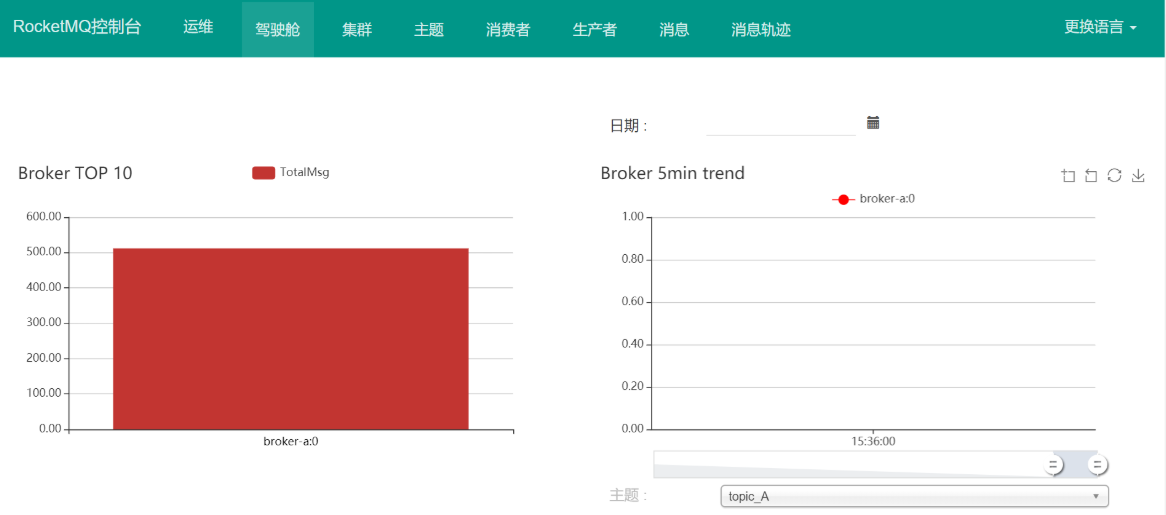 RocketMQ控制台 运维 驾驶舱 集群 主题 消费者 生产者 消息 消息轨迹 更换语言
日期：
Broker TOP 10
TotalMsg
600.00
500.00
400.00
300.00
200.00
100.00
0.00
broker-a:0
Broker 5min trend
broker-a:0
1.00
0.80
0.60
0.40
0.20
0.00
15:36:00
主题：
topic_A